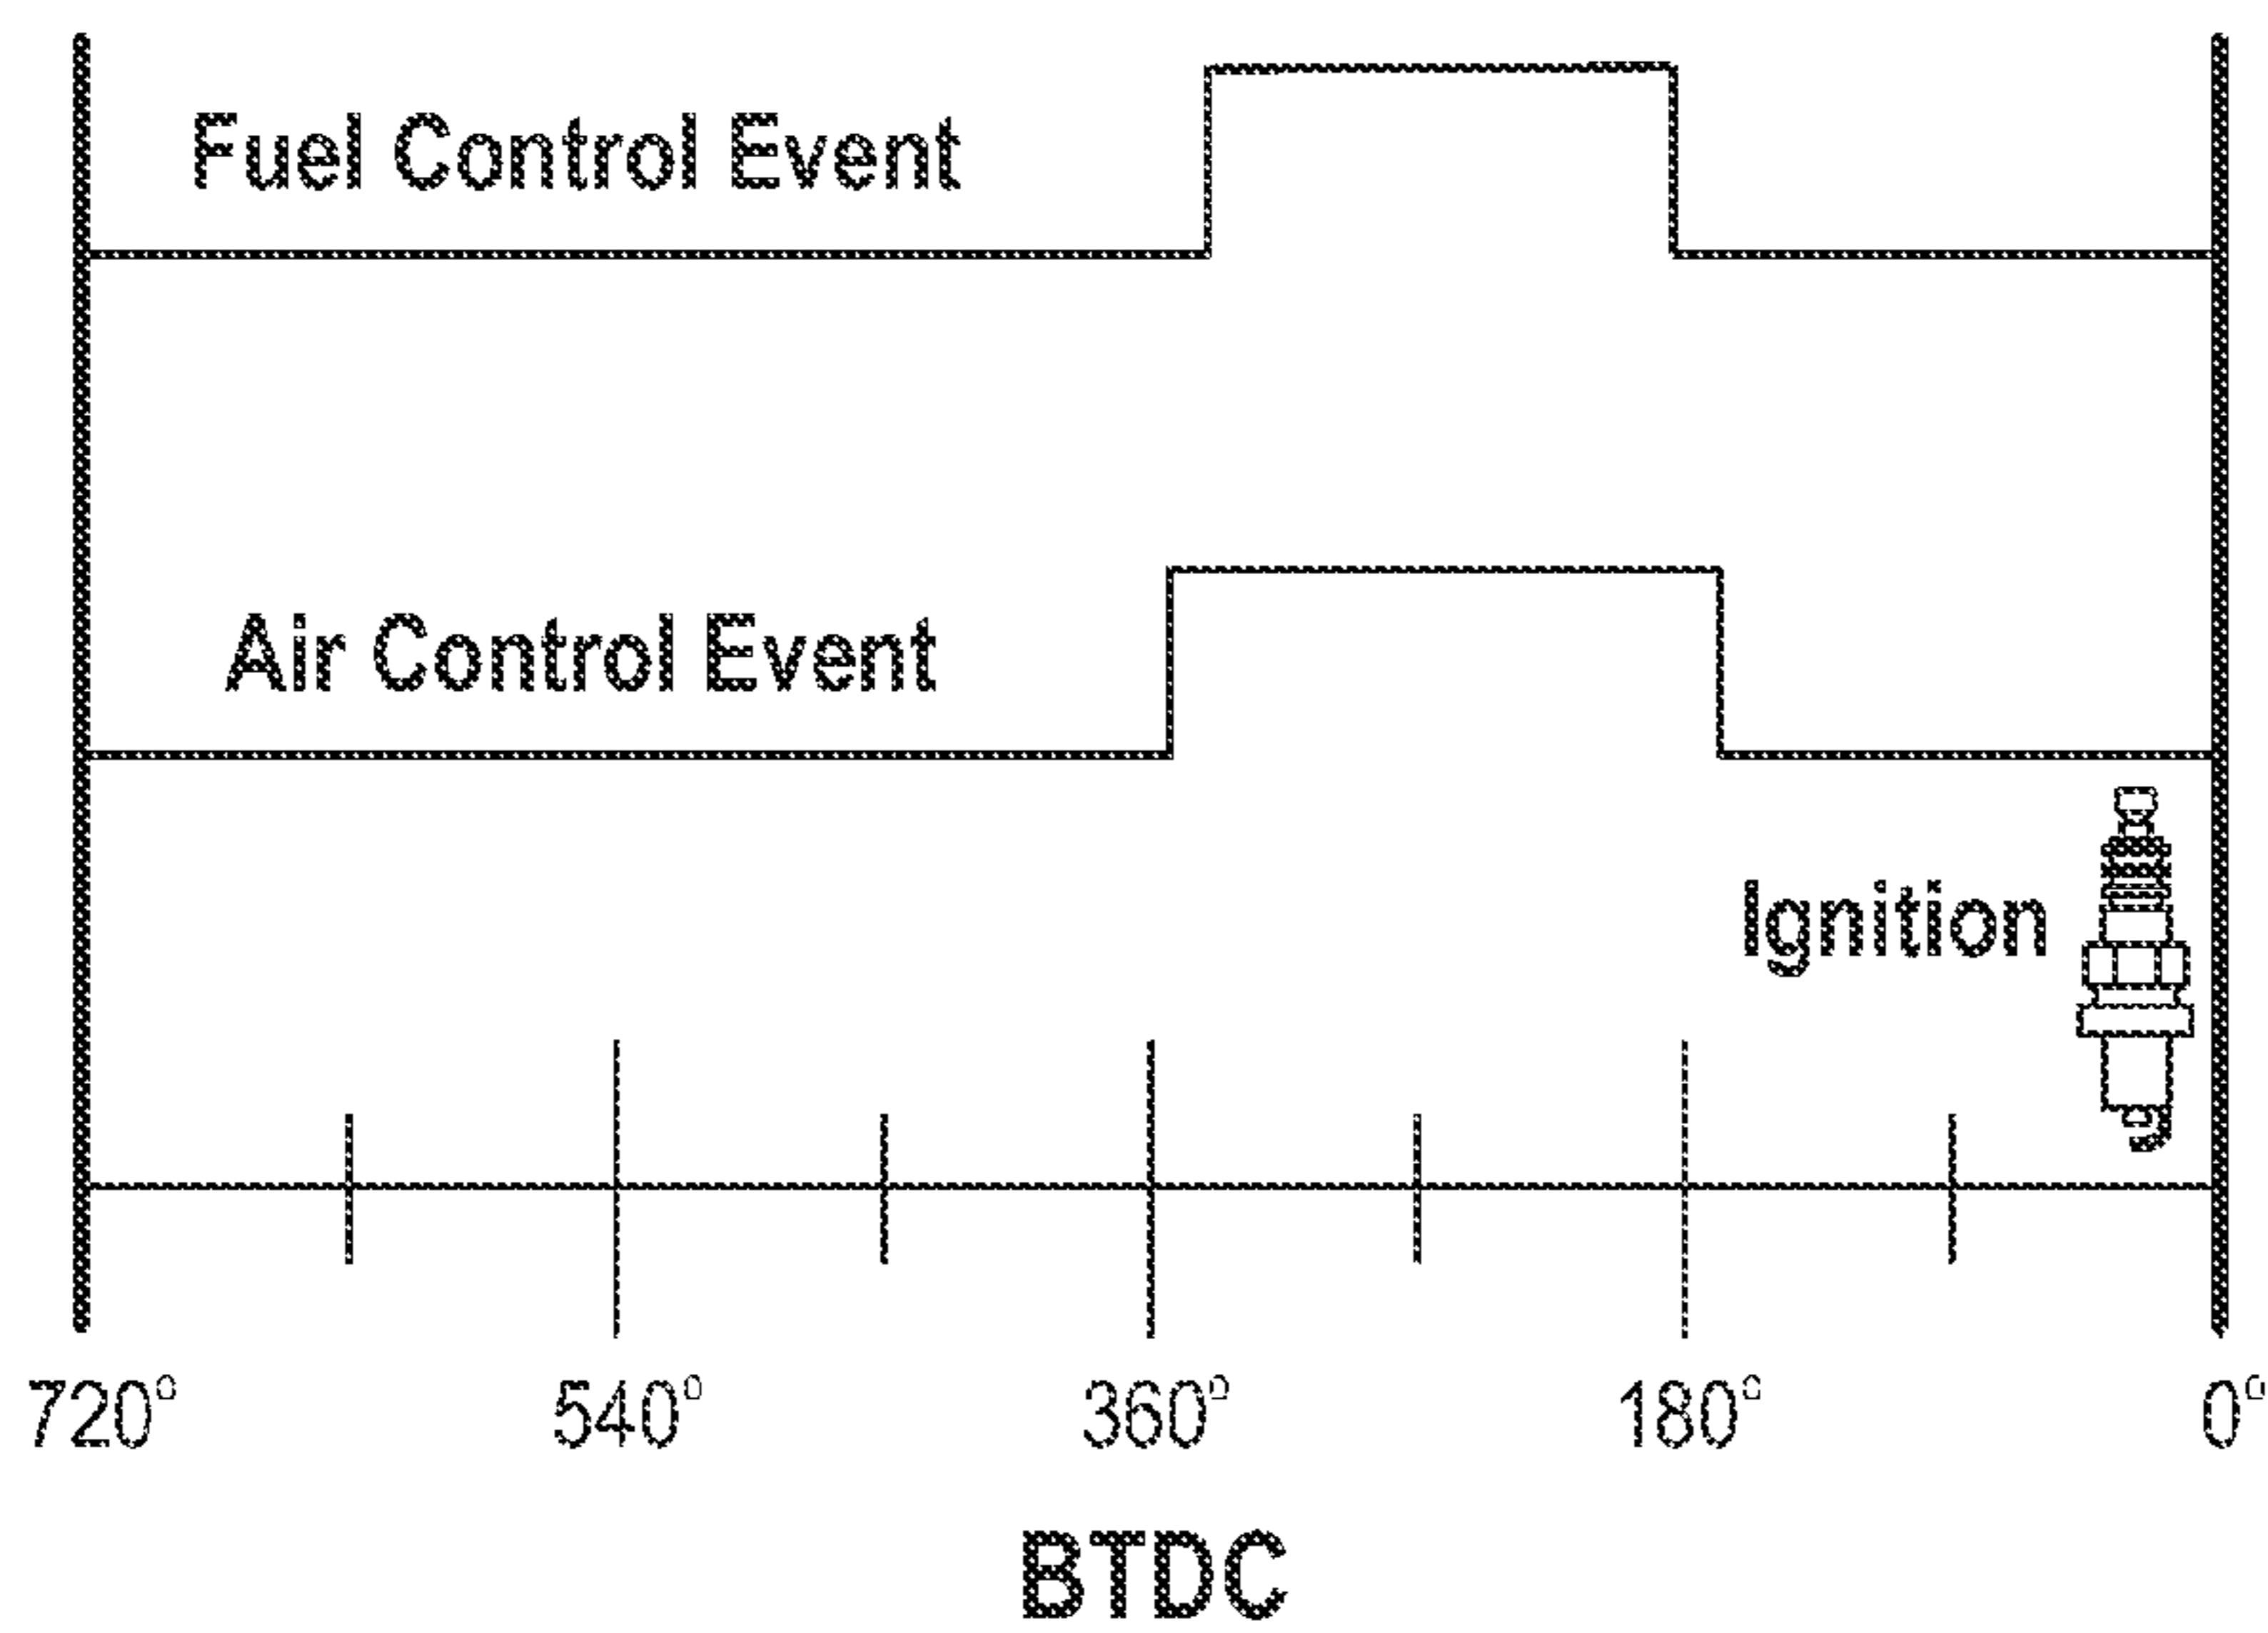 Fuel Control Event
Air Control Event
Ignition
720° 540° 360° 180° 0°
BTDC